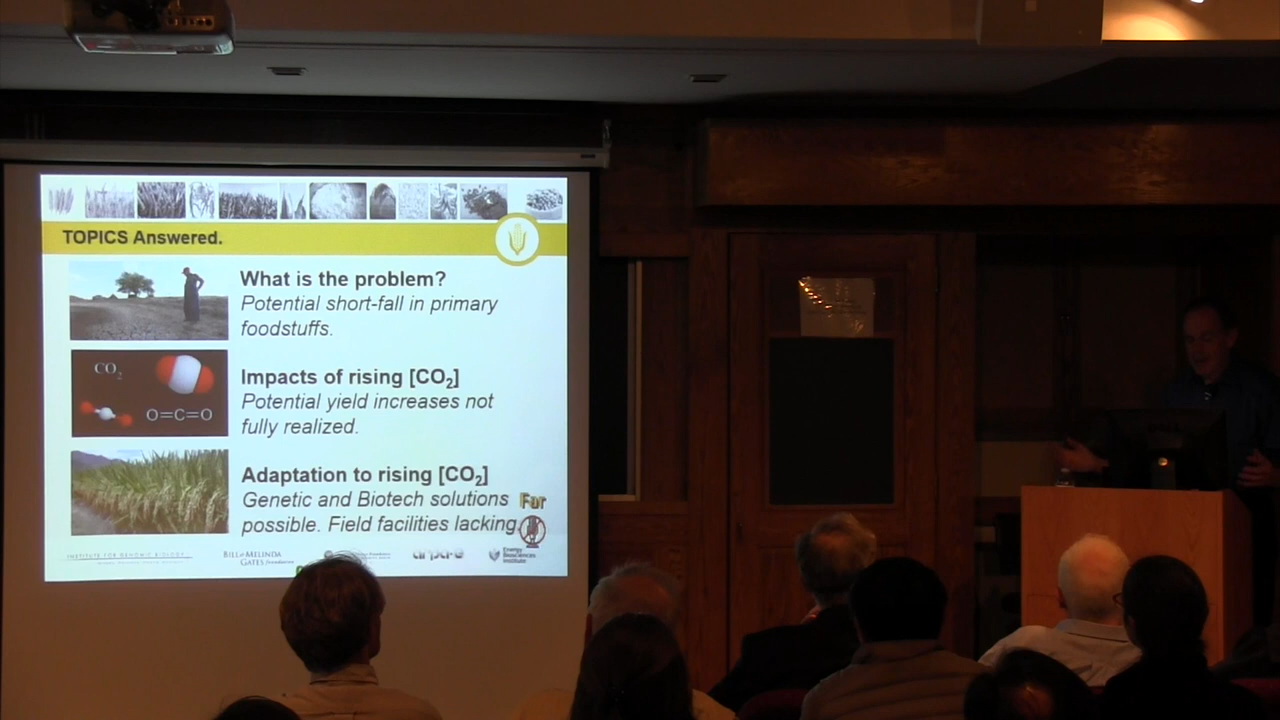 TOPICS Answered.
What is the problem?
Potential short-fall in primary
foodstuffs.
CO2
O=C=O
Impacts of rising [CO2]
Potential yield increases not
fully realized.
Adaptation to rising [CO2]
Genetic and Biotech solutions
possible. Field facilities lacking.
INSTITUTE FOR GENOMIC BIOLOGY
BILL & MELINDA
GATES foundation
Energy
Biosciences
Institute